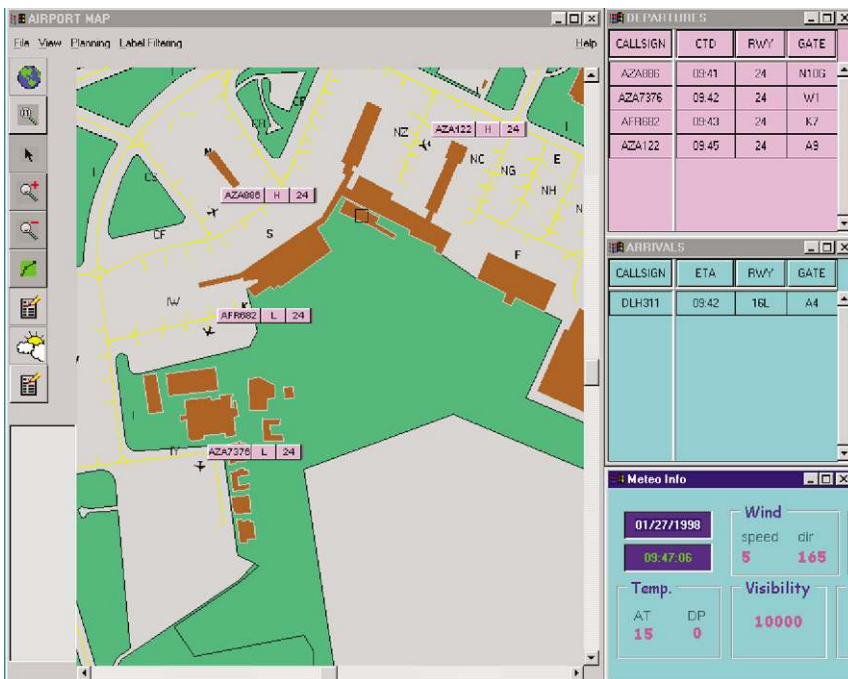 AIRPORT MAP
File View Planning Label Filtering Help
NZ
AZA122 H 24
NC
NG
E
NH
N
M
CS
AZA886 H 24
CF
S
F
IW
AFR682 L 24
I
IY
AZA7376 L 24
DEPARTURES
CALLSIGN CTD RWY GATE
AZA886 09:41 24 N10G
AZA7376 09:42 24 W1
AFR682 09:43 24 K7
AZA122 09:45 24 A9
ARRIVALS
CALLSIGN ETA RWY GATE
DLH311 09:42 16L A4
Meteo Info
01/27/1998
09:47:06
Wind
speed dir
5 165
Temp.
AT DP
15 0
Visibility
10000